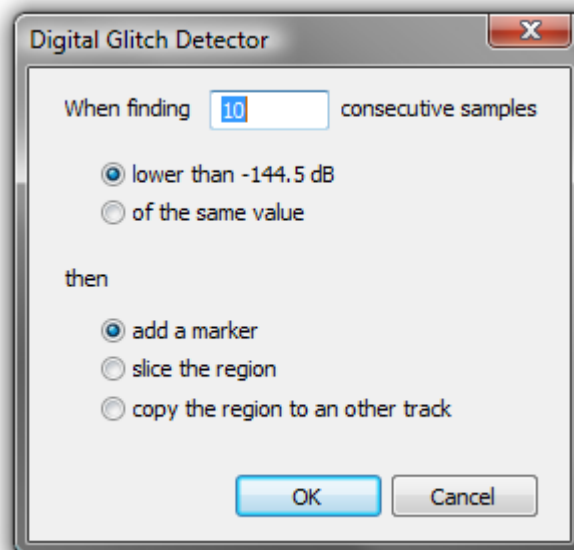 Digital Glitch Detector
When finding 10 consecutive samples
lower than -144.5 dB
of the same value
then
add a marker
slice the region
copy the region to an other track
OK Cancel